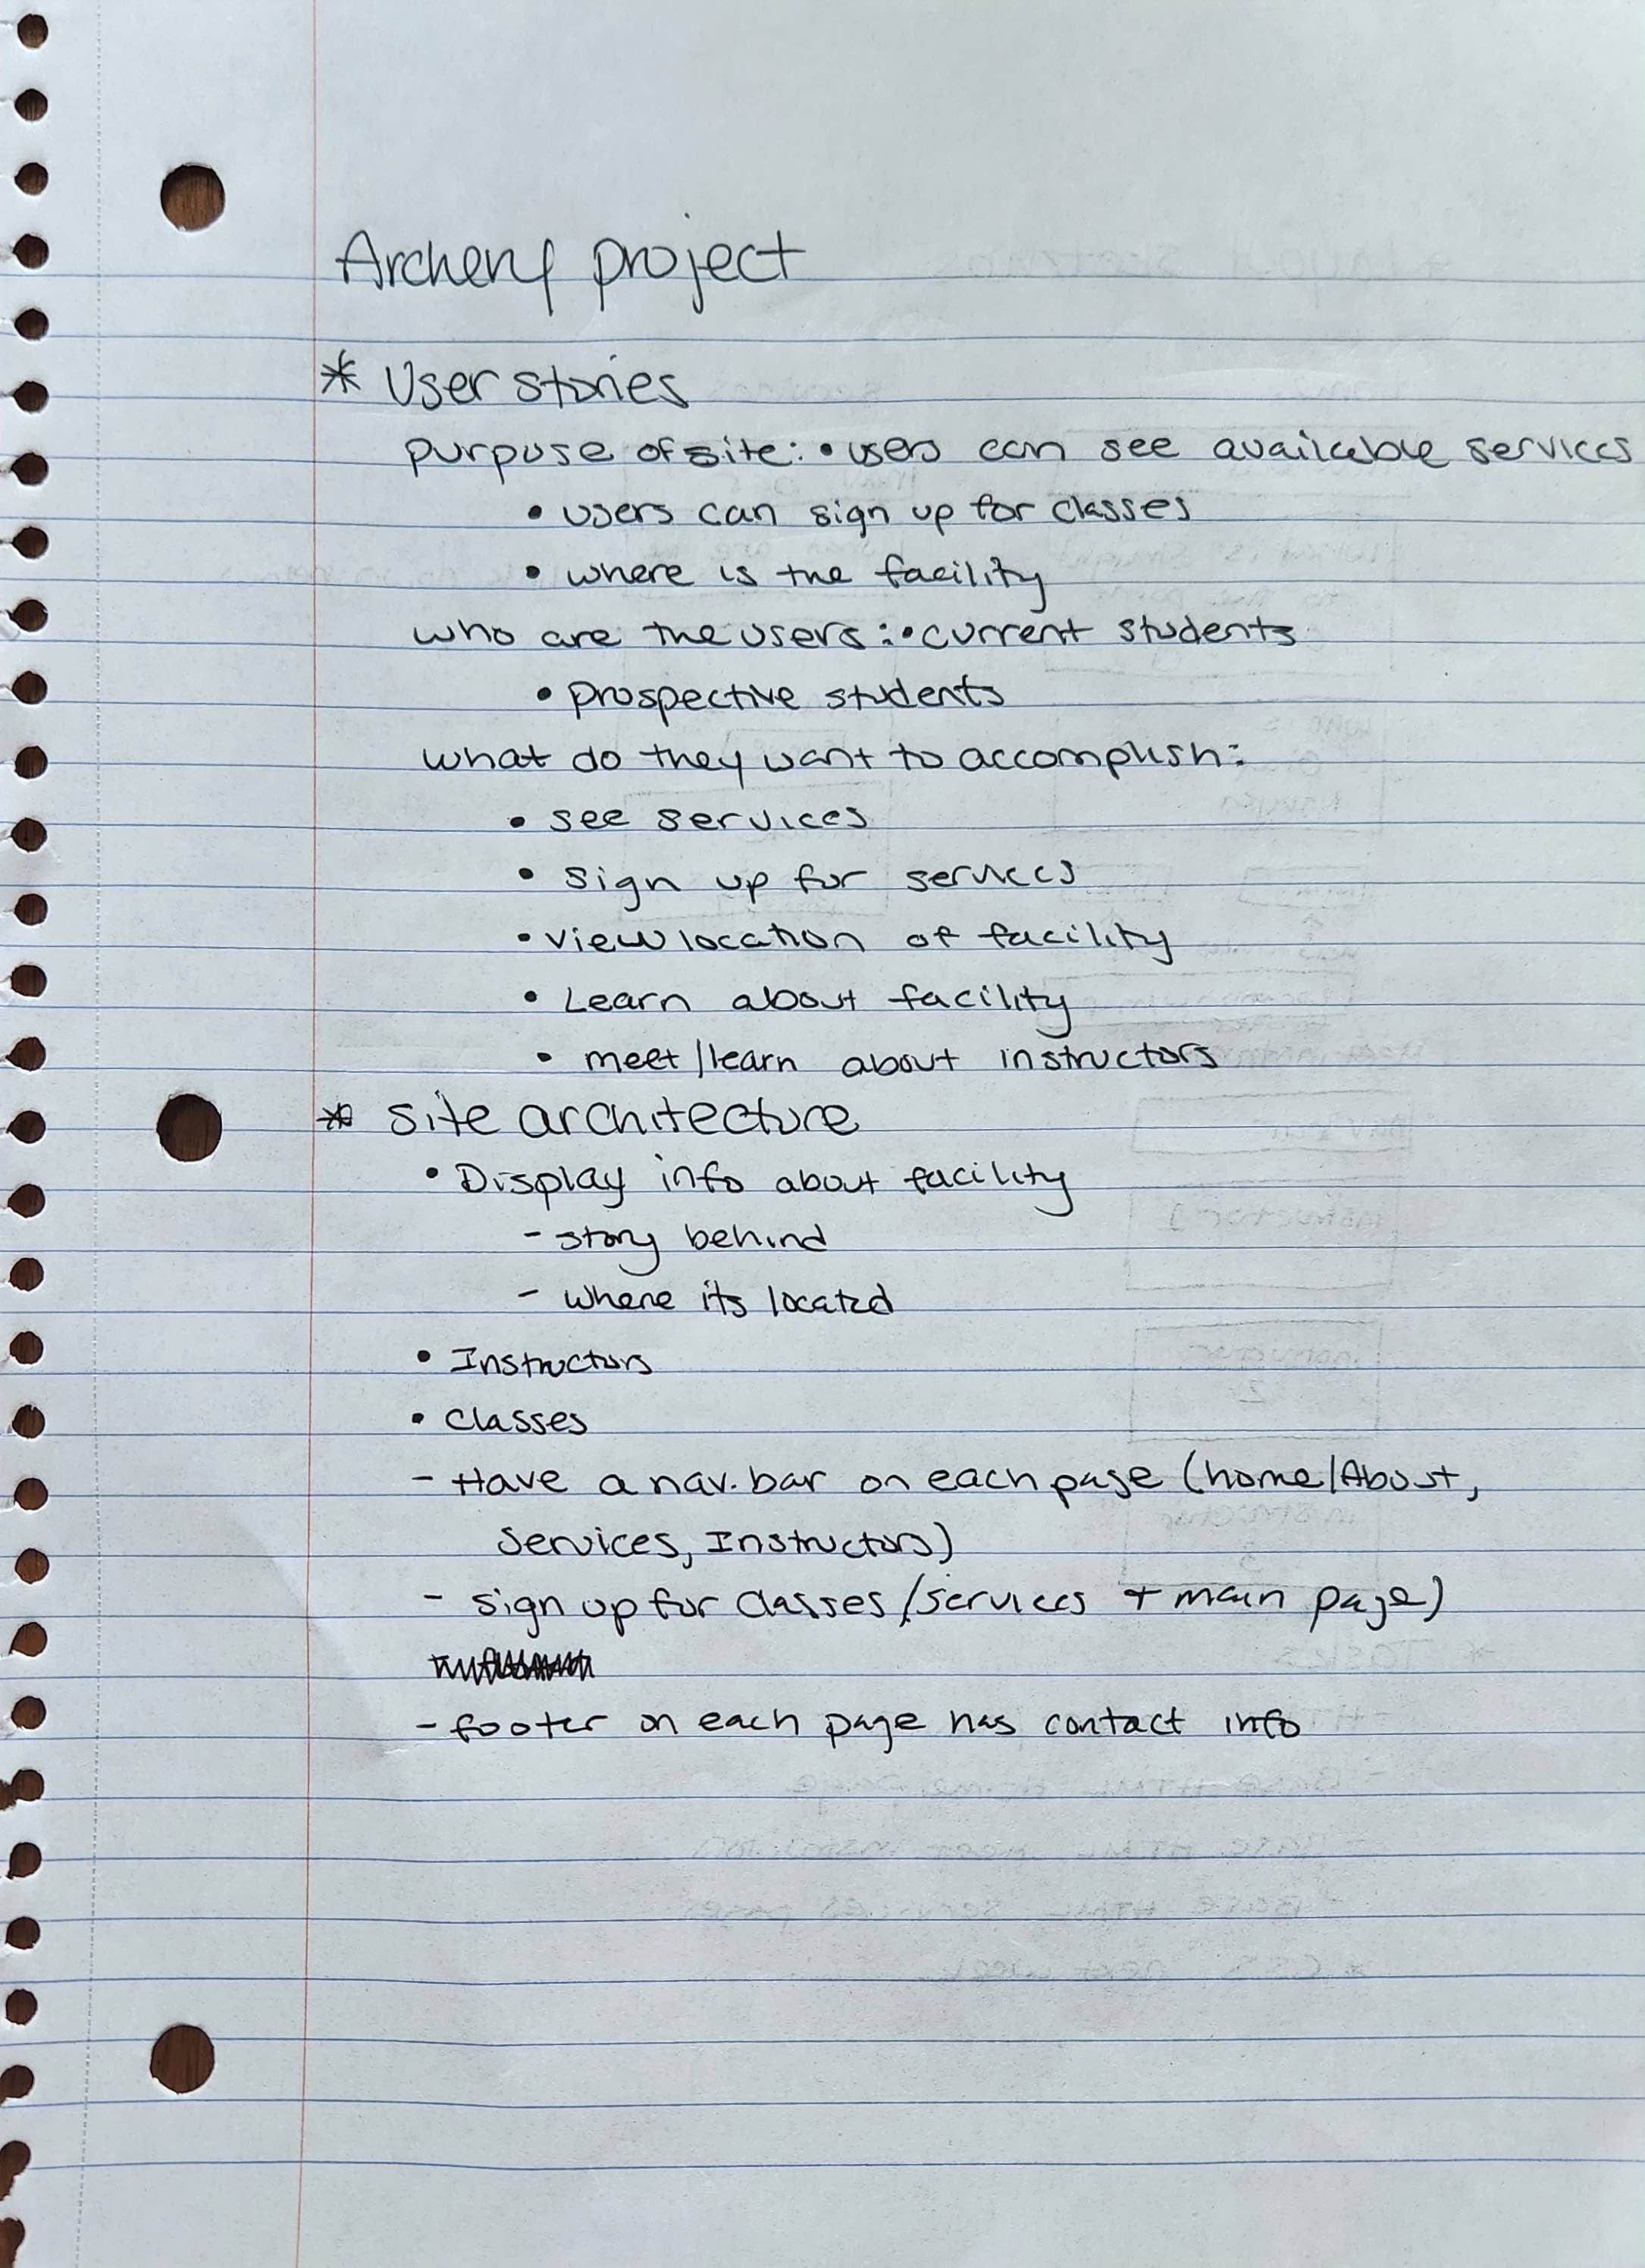 Archery project
* User stories
purpose of site: • users can see available services
• users can sign up for classes
• where is the facility
who are the users: • current students
• prospective students
what do they want to accomplish:
• see services
• sign up for services
• view location of facility
• Learn about facility
• meet/learn about instructors
* Site architecture
• Display info about facility
- story behind
- where its located
• Instructors
• Classes
- Have a nav. bar on each page (home/About,
Services, Instructors)
- sign up for classes (services + main page)
- footer on each page has contact info